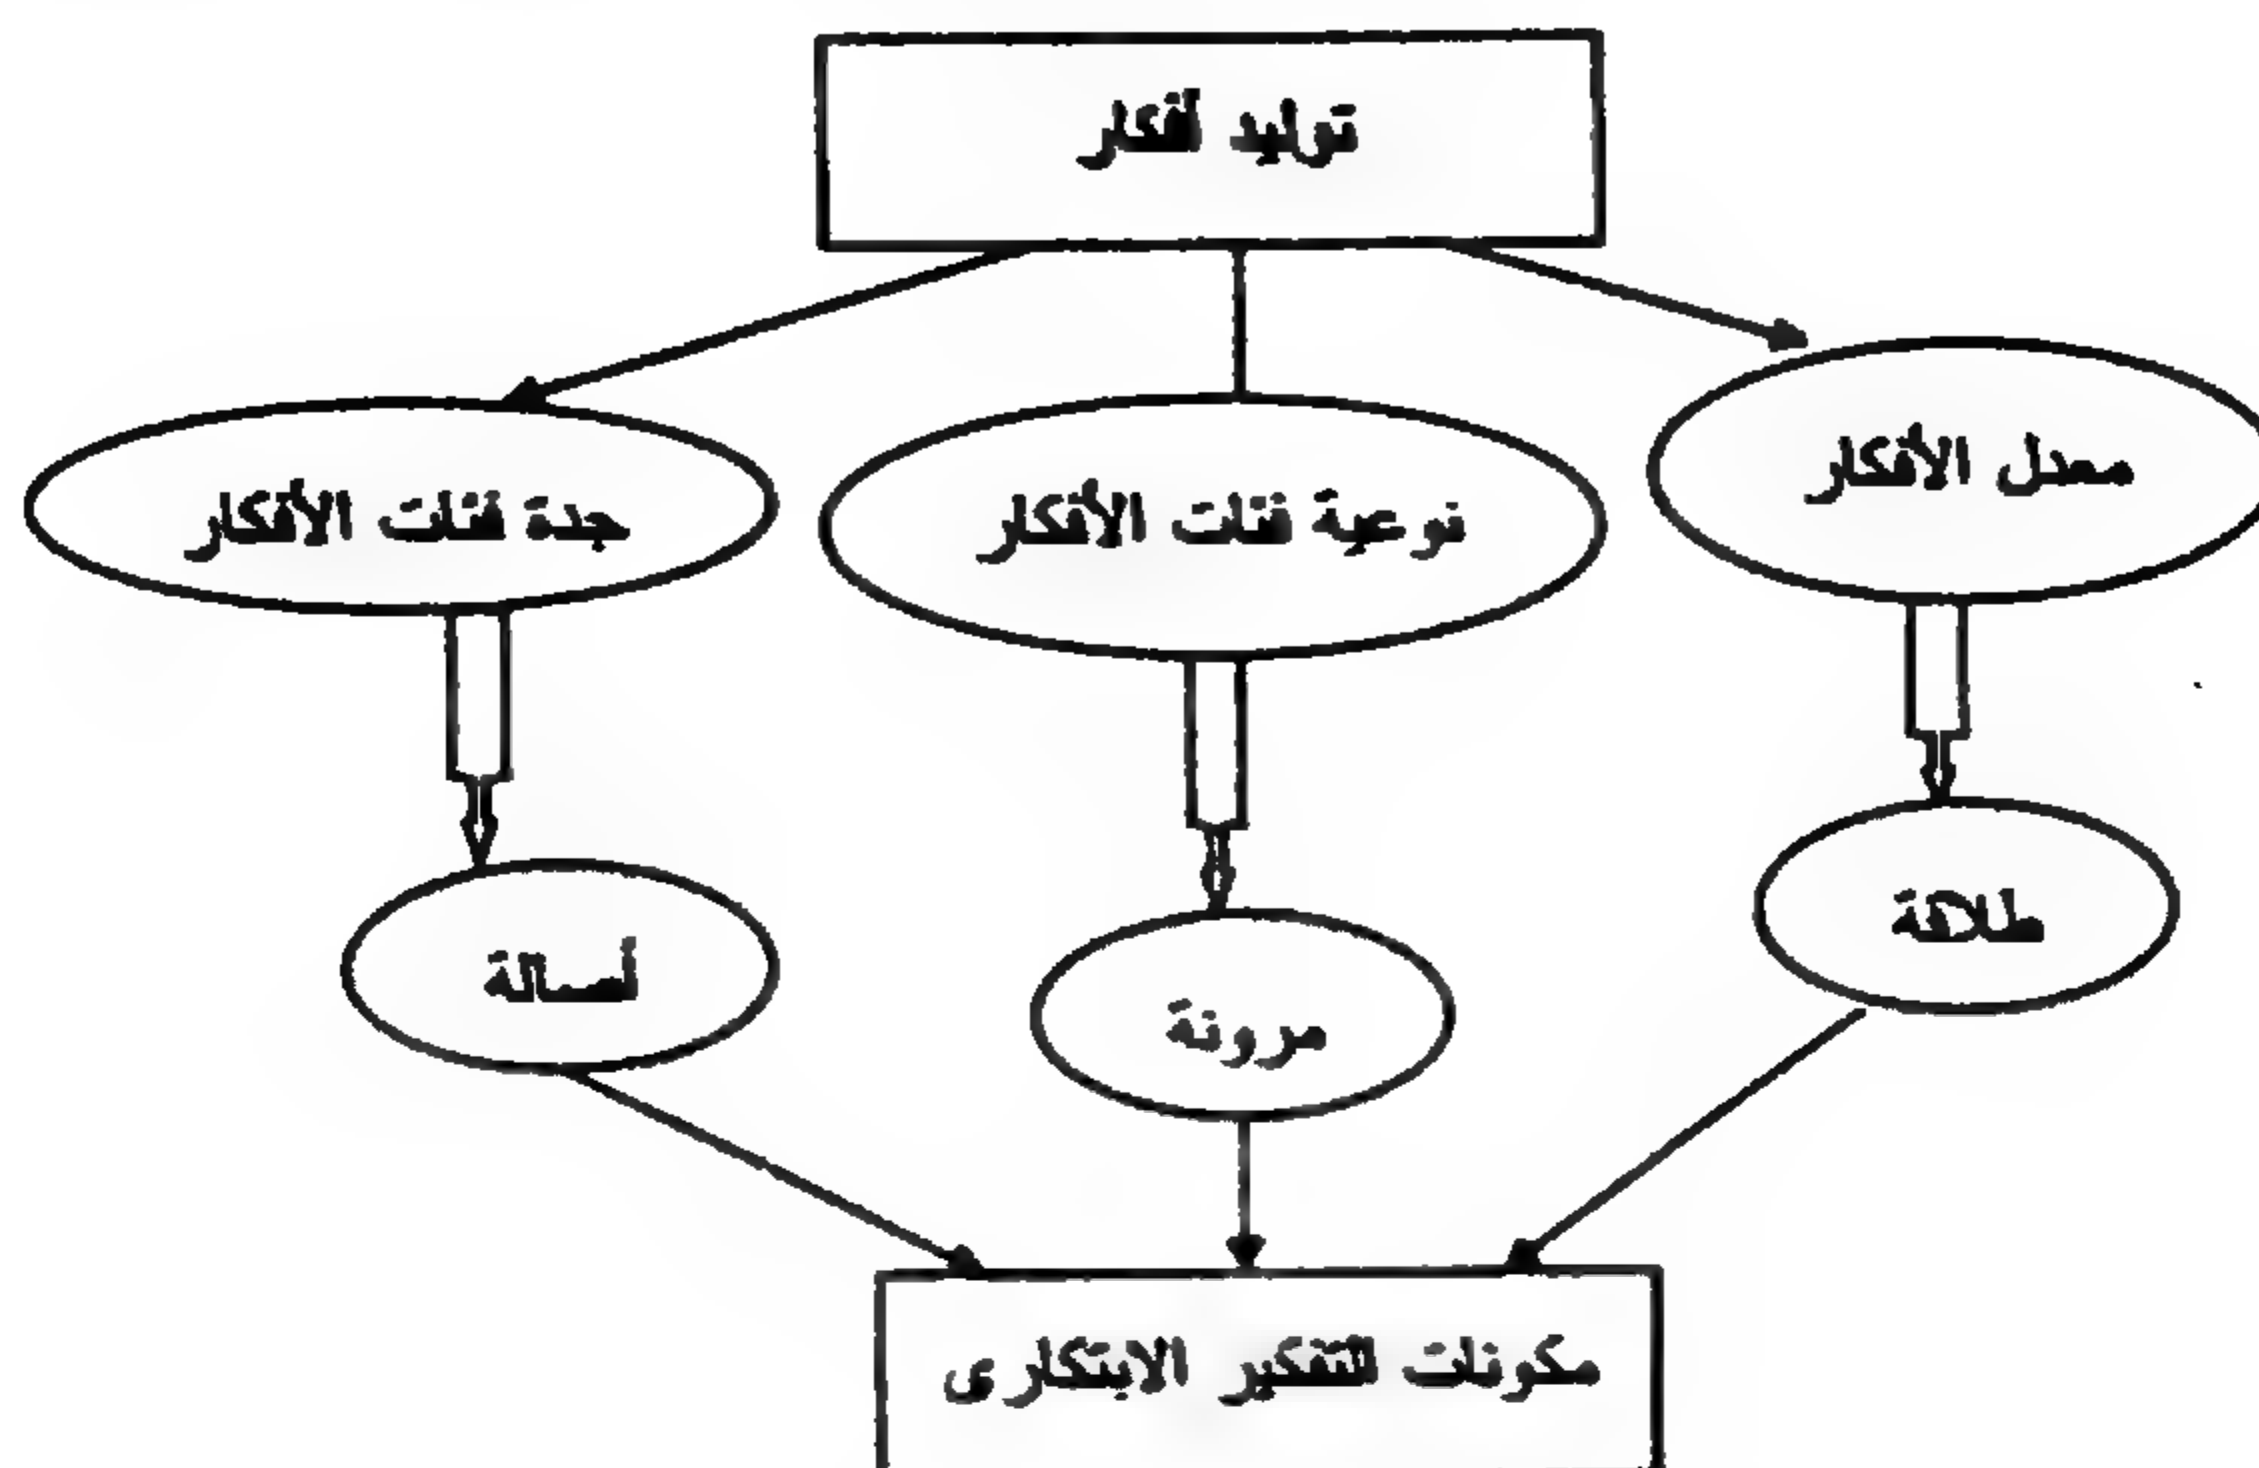 توليد أفكار
معدل الأفكار
نوعية فئات الأفكار
جدة فئات الأفكار
طلاقة
مرونة
أصالة
مكونات التفكير الابتكارى